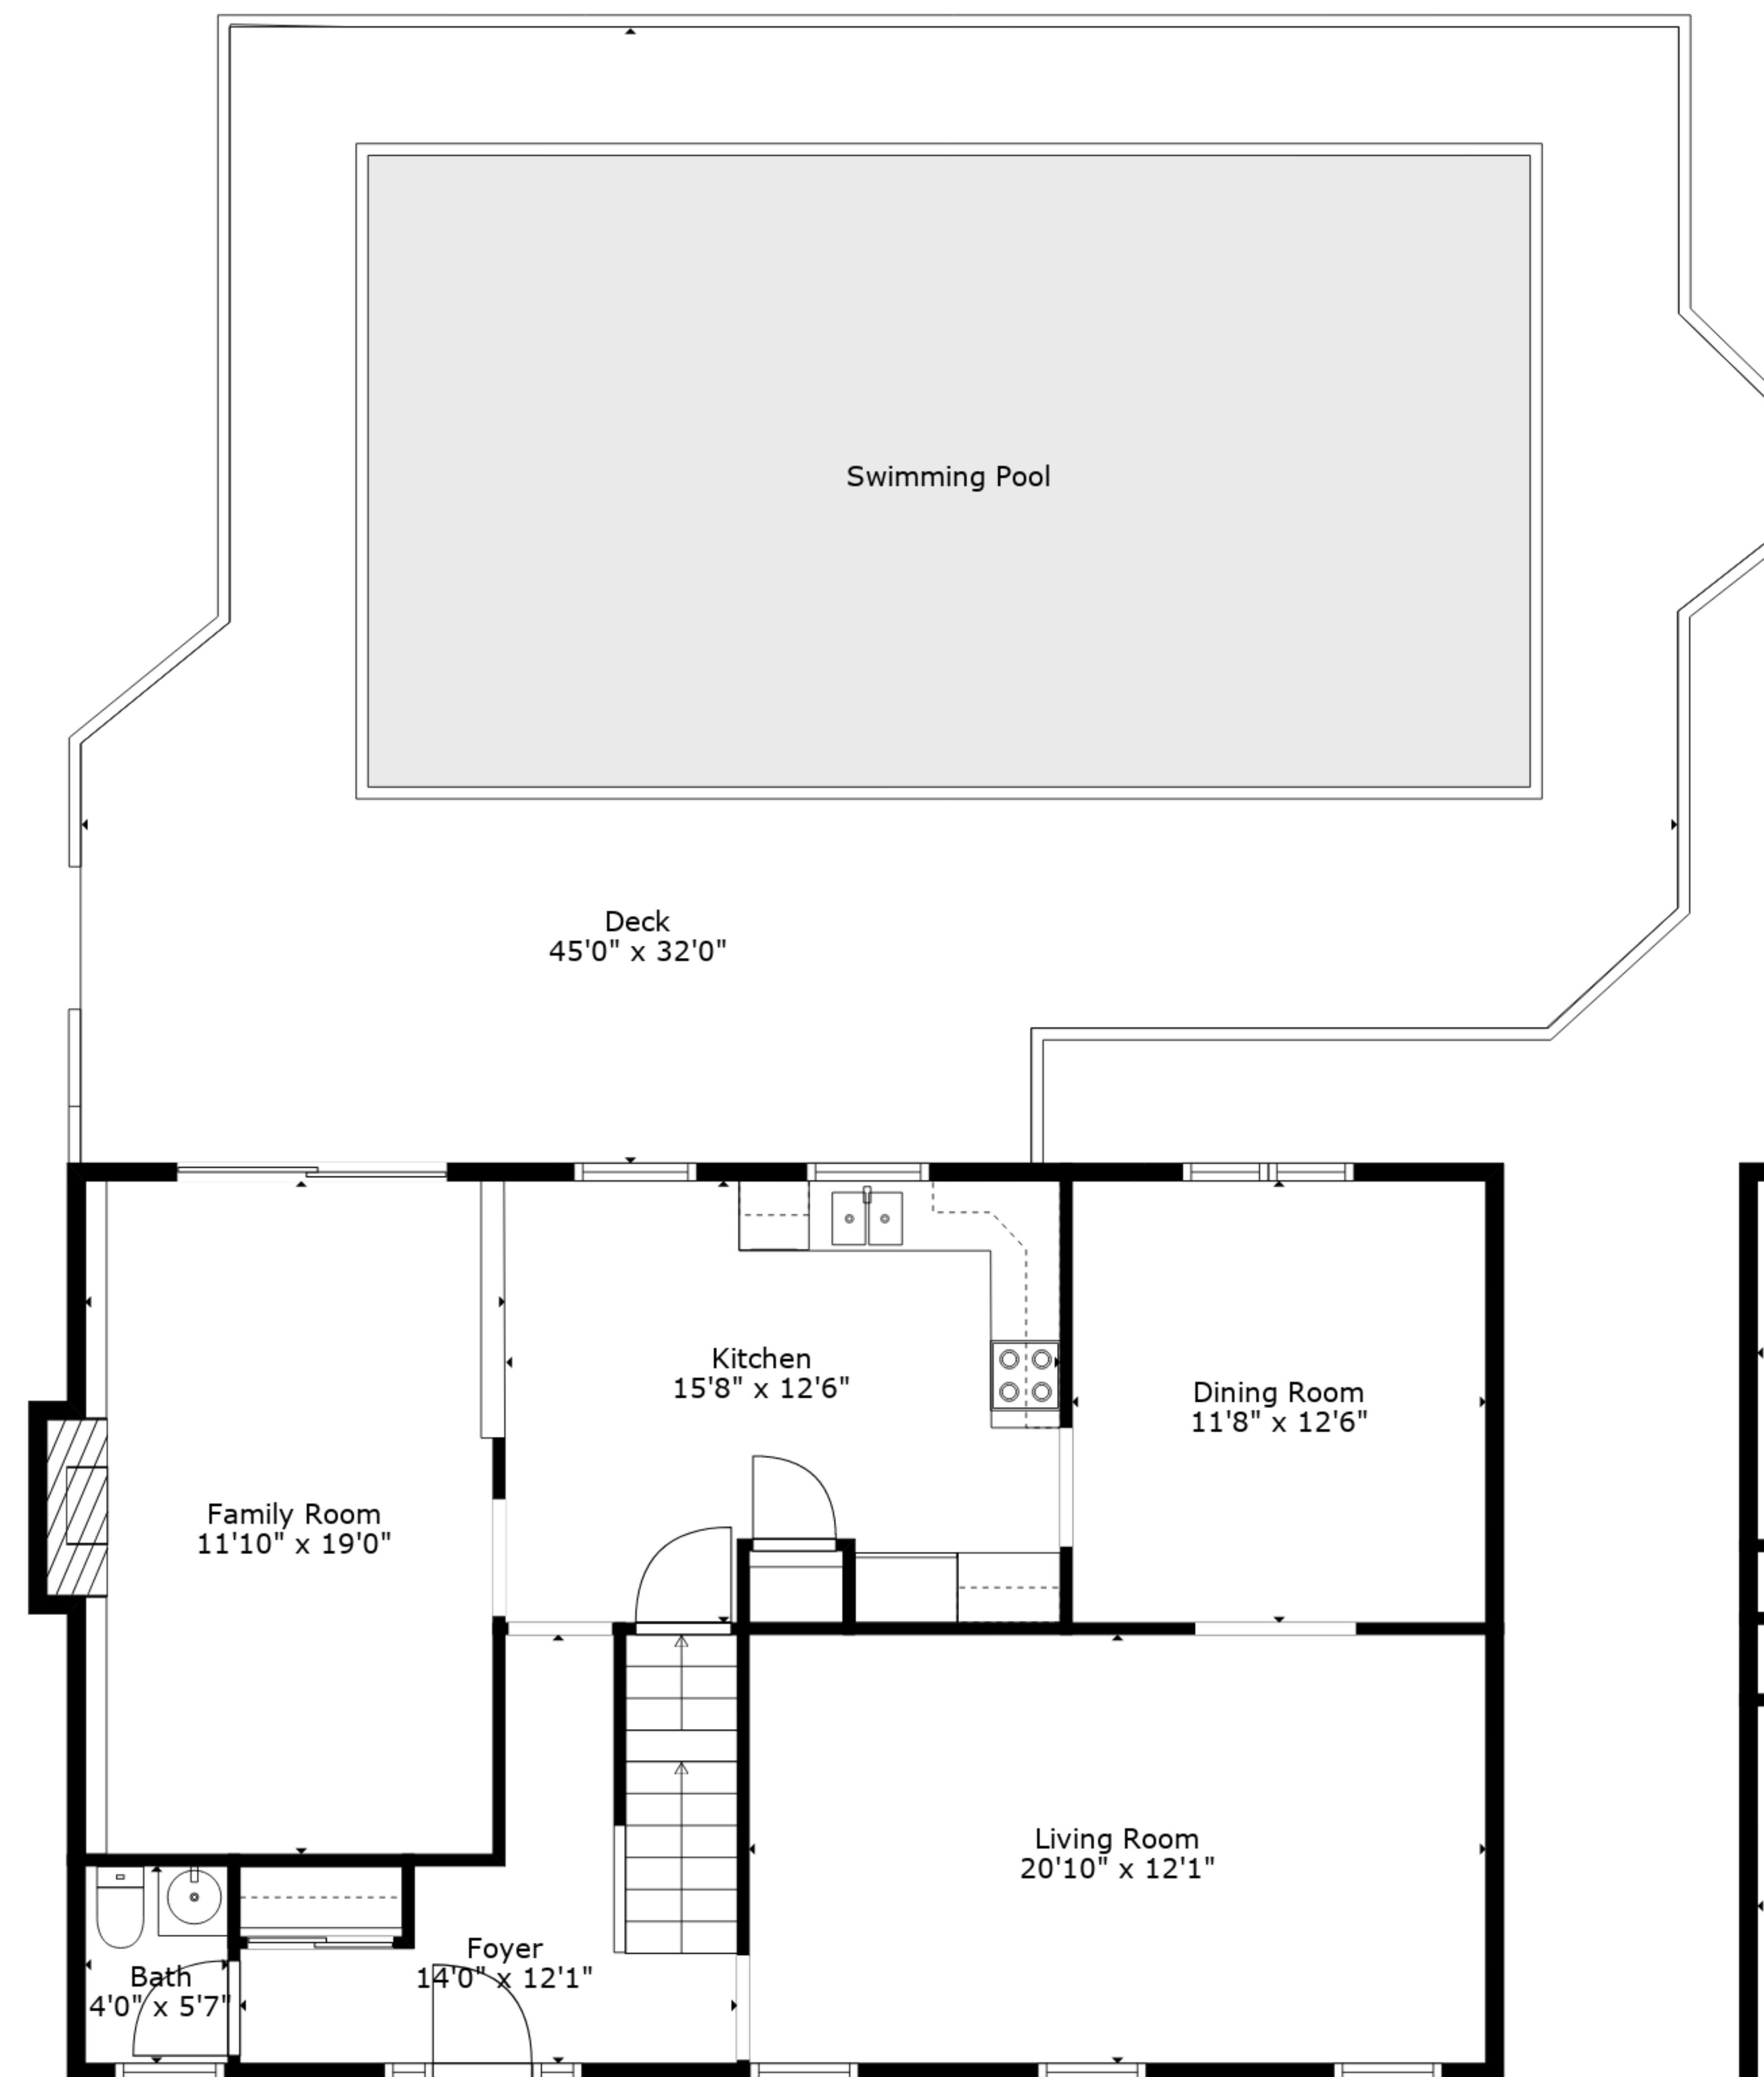 Swimming Pool
Deck
45'0" x 32'0"
Kitchen
15'8" x 12'6"
Dining Room
11'8" x 12'6"
Family Room
11'10" x 19'0"
Living Room
20'10" x 12'1"
Foyer
14'0" x 12'1"
Bath
4'0" x 5'7"